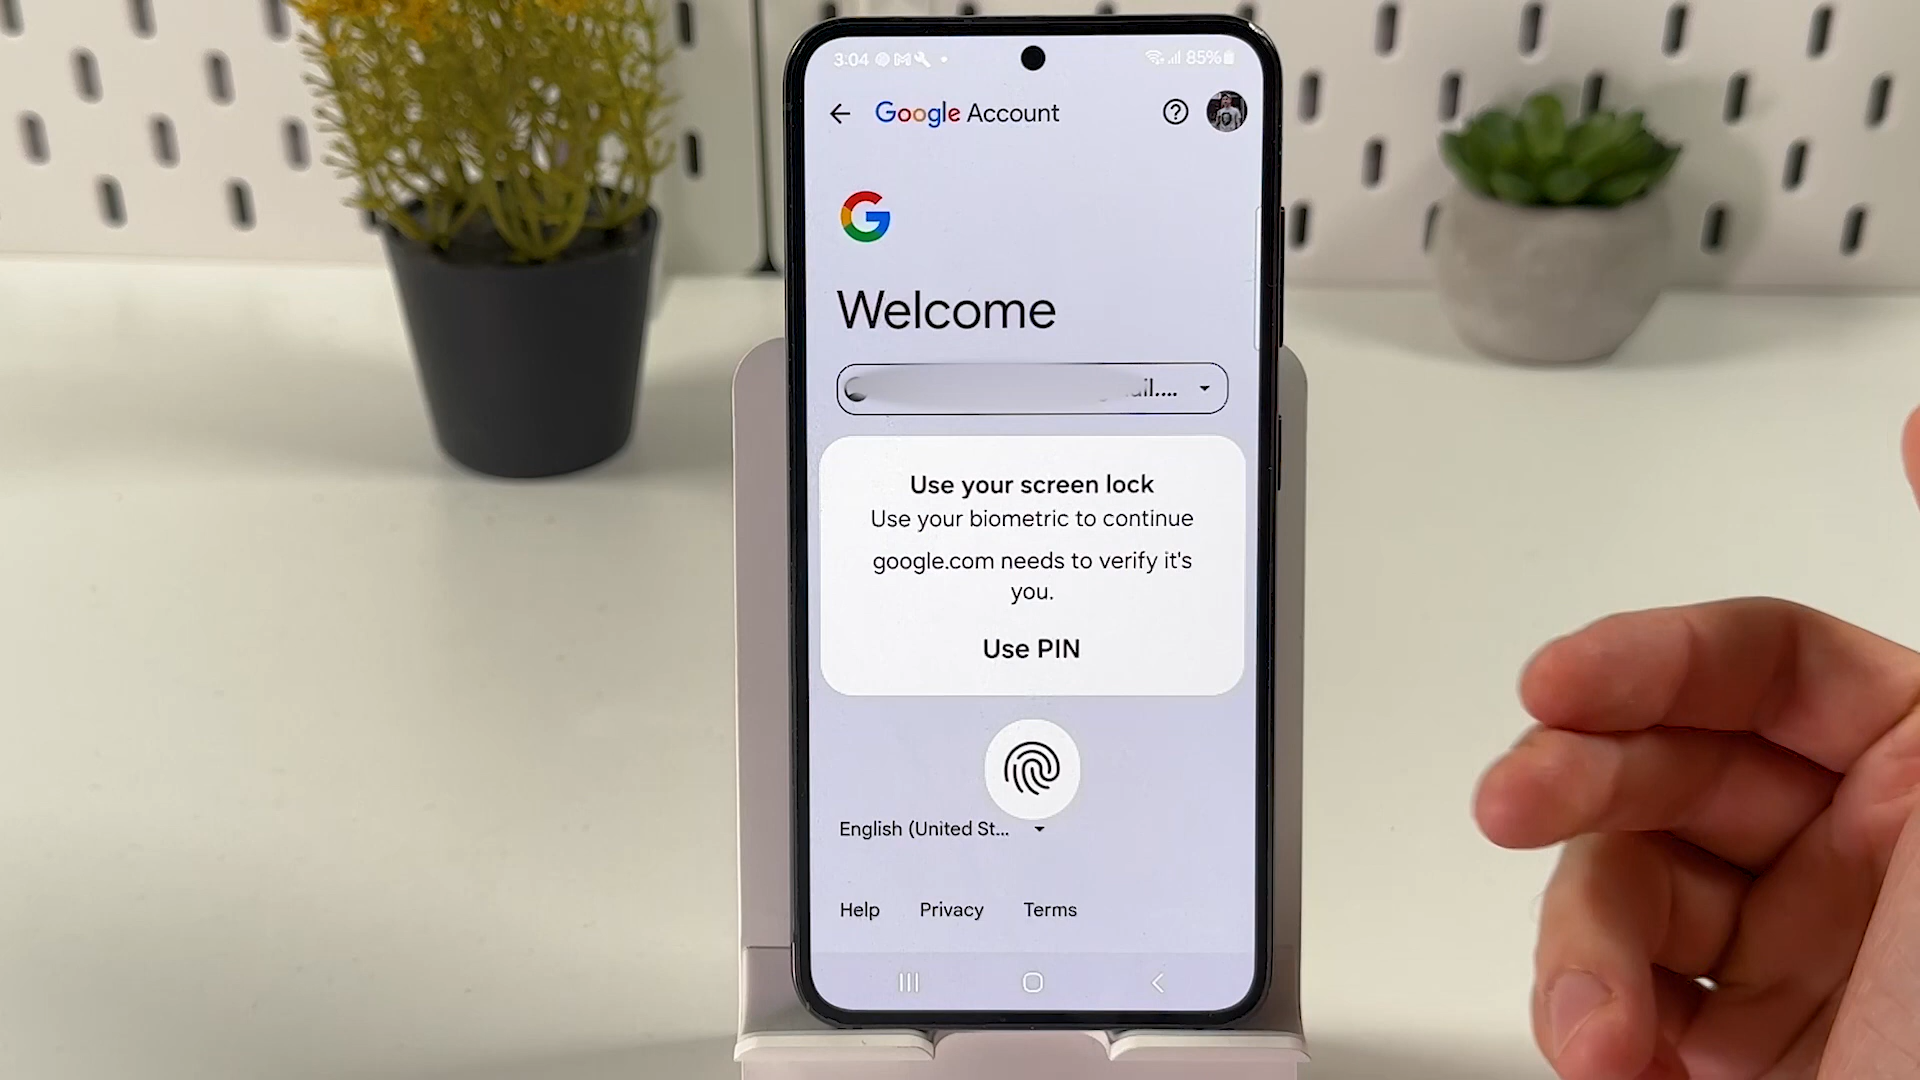 3:04 85%
Google Account
Welcome
Use your screen lock
Use your biometric to continue
google.com needs to verify it's
you.
Use PIN
English (United St...
Help Privacy Terms